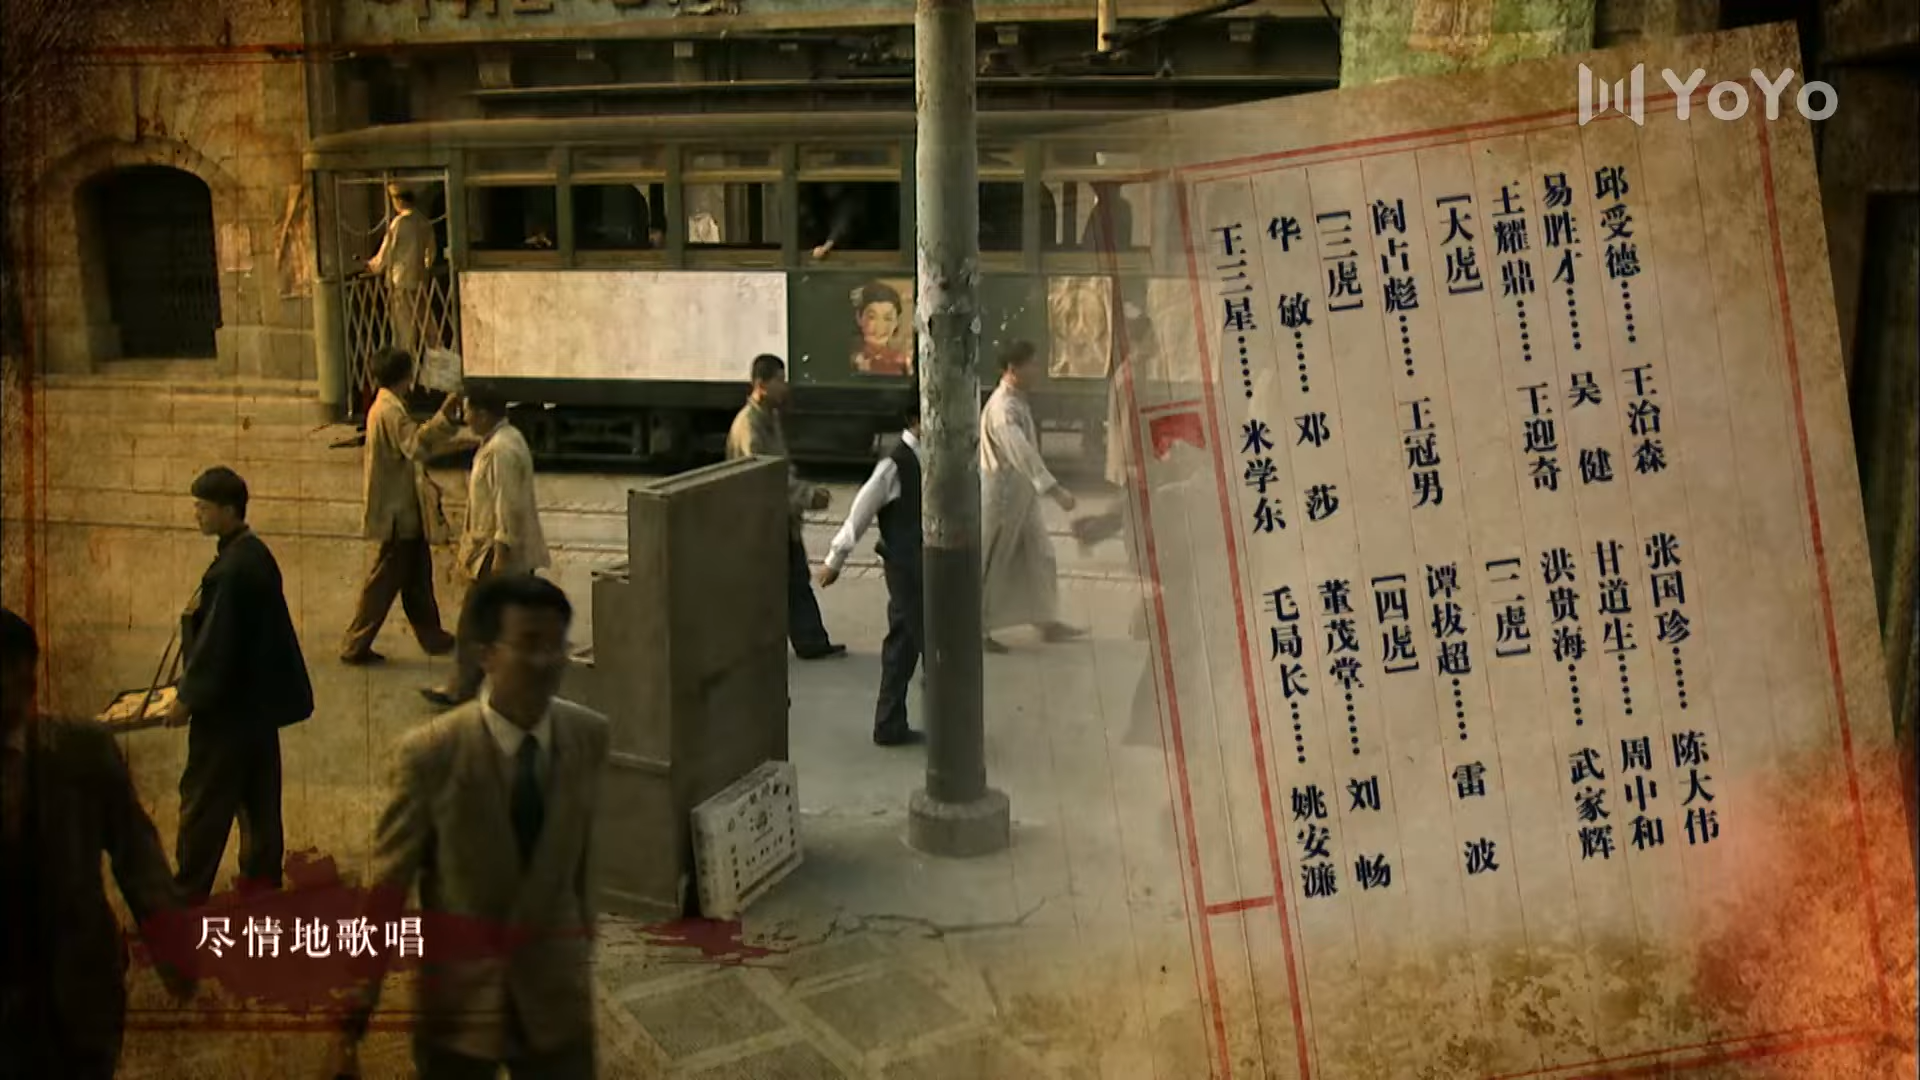 YoYo
邱受德⋯⋯ 王治森
张国珍⋯⋯ 陈大伟
易胜才⋯⋯ 吴 健
甘道生⋯⋯ 周中和
王耀鼎⋯⋯ 王迎奇
洪贵海⋯⋯ 武家辉
[大虎]
[二虎]
阎占彪⋯⋯ 王冠男
谭拔超⋯⋯ 雷 波
[三虎]
[四虎]
华 敏⋯⋯ 邓 莎
董茂堂⋯⋯ 刘 畅
王三星⋯⋯ 米学东
毛局长⋯⋯ 姚安濂
尽情地歌唱